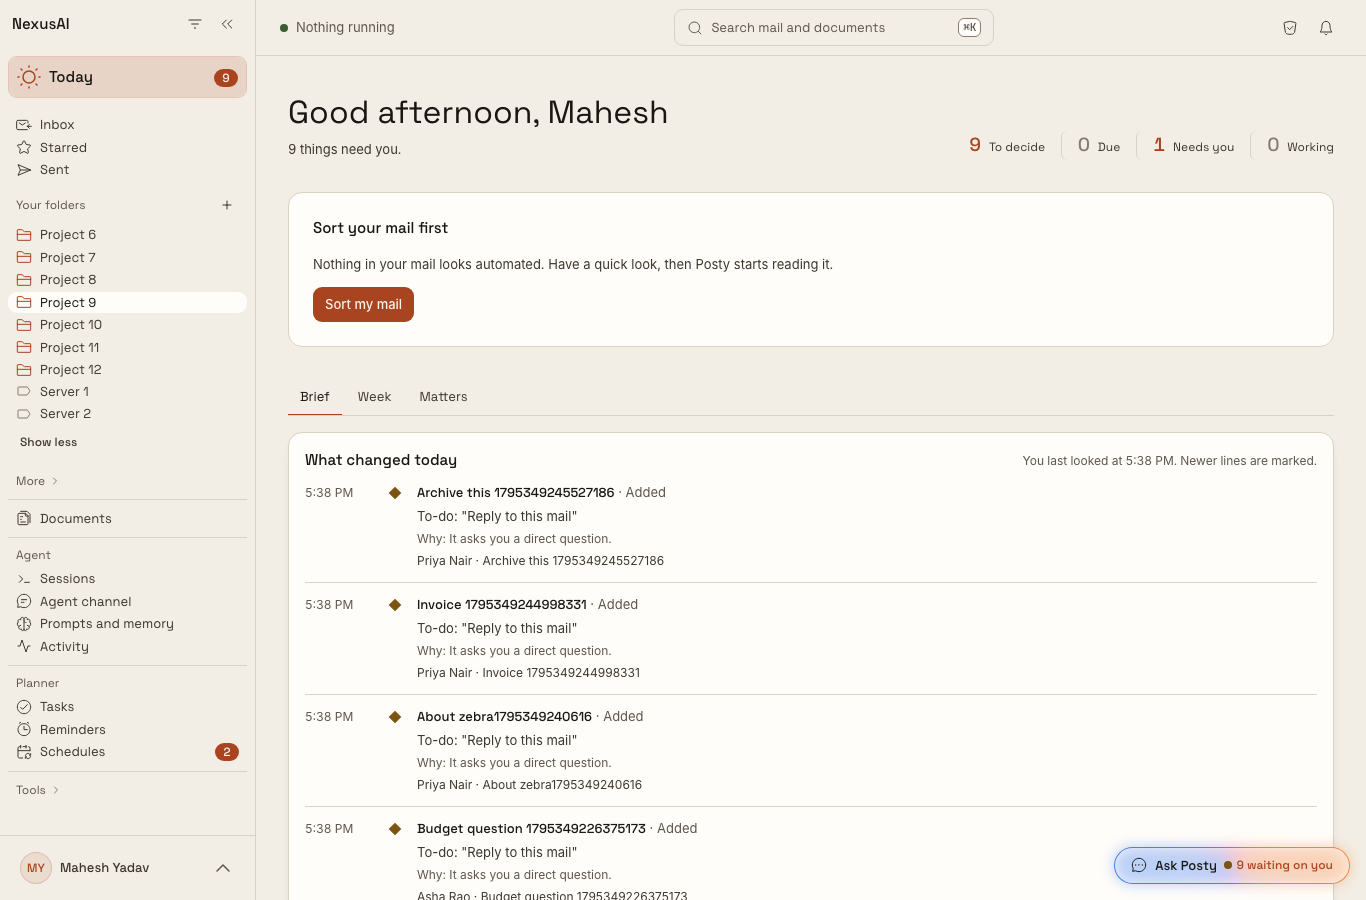 NexusAI
Today 9
Inbox
Starred
Sent
Your folders
Project 6
Project 7
Project 8
Project 9
Project 10
Project 11
Project 12
Server 1
Server 2
Show less
More
Documents
Agent
Sessions
Agent channel
Prompts and memory
Activity
Planner
Tasks
Reminders
Schedules 2
Tools
MY Mahesh Yadav
Nothing running
Search mail and documents ⌘K
Good afternoon, Mahesh
9 things need you.
9 To decide 0 Due 1 Needs you 0 Working
Sort your mail first
Nothing in your mail looks automated. Have a quick look, then Posty starts reading it.
Sort my mail
Brief Week Matters
What changed today You last looked at 5:38 PM. Newer lines are marked.
5:38 PM Archive this 1795349245527186 · Added
To-do: "Reply to this mail"
Why: It asks you a direct question.
Priya Nair · Archive this 1795349245527186
5:38 PM Invoice 1795349244998331 · Added
To-do: "Reply to this mail"
Why: It asks you a direct question.
Priya Nair · Invoice 1795349244998331
5:38 PM About zebra1795349240616 · Added
To-do: "Reply to this mail"
Why: It asks you a direct question.
Priya Nair · About zebra1795349240616
5:38 PM Budget question 1795349226375173 · Added
To-do: "Reply to this mail"
Why: It asks you a direct question.
Asha Rao · Budget question 1795349226375173
Ask Posty 9 waiting on you